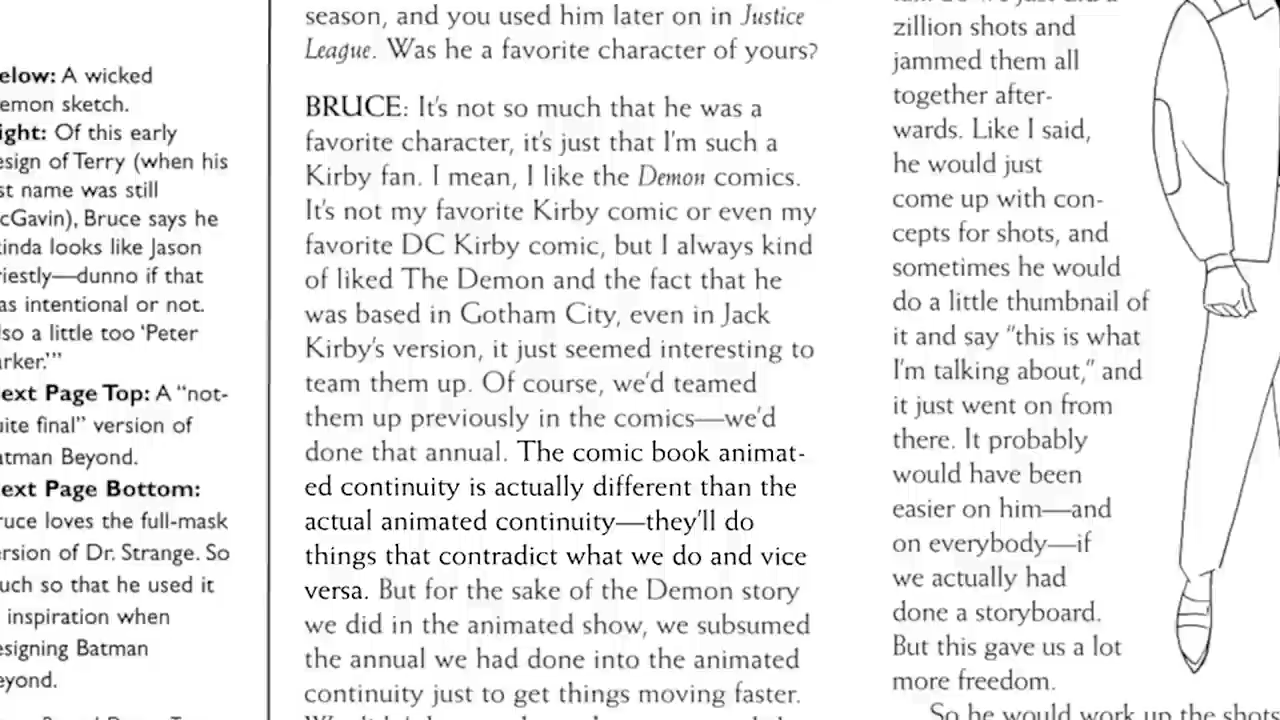 elow: A wicked
emon sketch.
ight: Of this early
esign of Terry (when his
st name was still
cGavin), Bruce says he
inda looks like Jason
riestly—dunno if that
as intentional or not.
lso a little too 'Peter
arker.'"
ext Page Top: A "not-
uite final" version of
atman Beyond.
ext Page Bottom:
ruce loves the full-mask
ersion of Dr. Strange. So
uch so that he used it
inspiration when
esigning Batman
eyond.
season, and you used him later on in Justice
League. Was he a favorite character of yours?
BRUCE: It's not so much that he was a
favorite character, it's just that I'm such a
Kirby fan. I mean, I like the Demon comics.
It's not my favorite Kirby comic or even my
favorite DC Kirby comic, but I always kind
of liked The Demon and the fact that he
was based in Gotham City, even in Jack
Kirby's version, it just seemed interesting to
team them up. Of course, we'd teamed
them up previously in the comics—we'd
done that annual. The comic book animat-
ed continuity is actually different than the
actual animated continuity—they'll do
things that contradict what we do and vice
versa. But for the sake of the Demon story
we did in the animated show, we subsumed
the annual we had done into the animated
continuity just to get things moving faster.
zillion shots and
jammed them all
together after-
wards. Like I said,
he would just
come up with con-
cepts for shots, and
sometimes he would
do a little thumbnail of
it and say "this is what
I'm talking about," and
it just went on from
there. It probably
would have been
easier on him—and
on everybody—if
we actually had
done a storyboard.
But this gave us a lot
more freedom.
So he would work up the shots